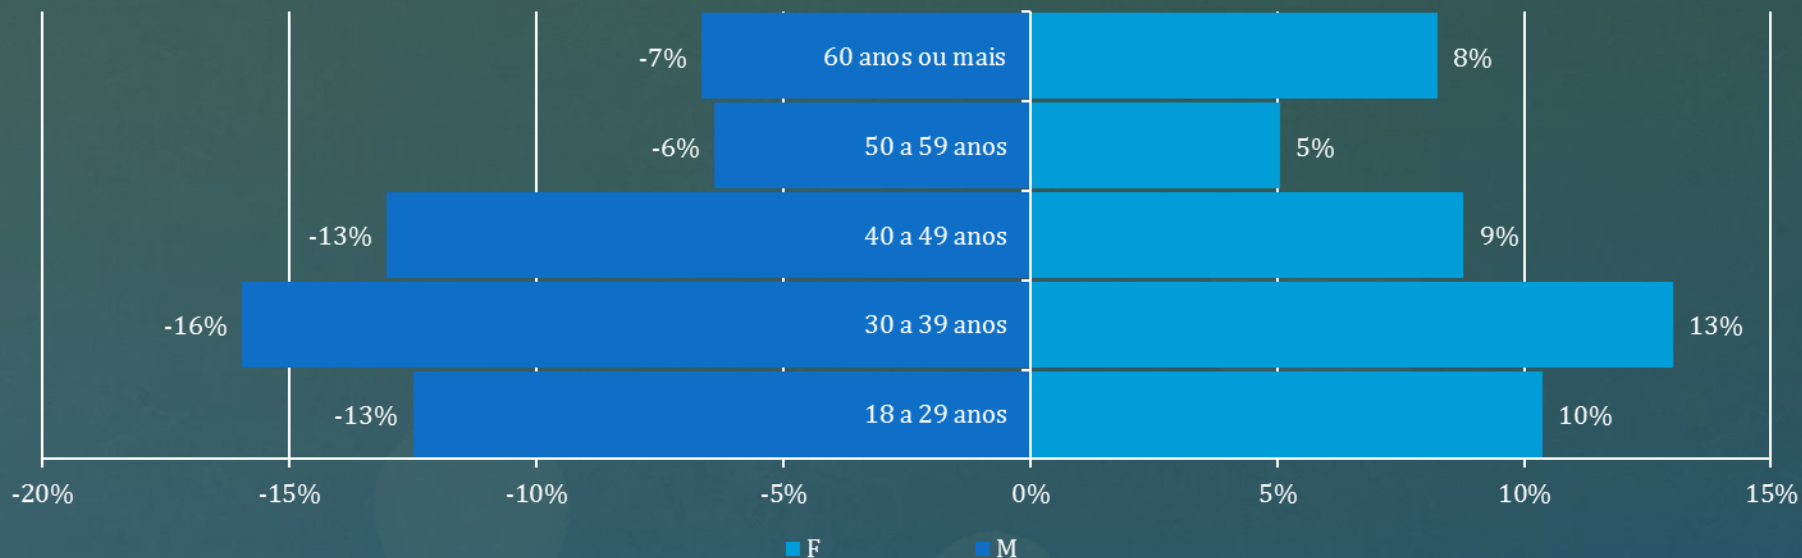 -7% 60 anos ou mais 8%
-6% 50 a 59 anos 5%
-13% 40 a 49 anos 9%
-16% 30 a 39 anos 13%
-13% 18 a 29 anos 10%
-20% -15% -10% -5% 0% 5% 10% 15%
F M